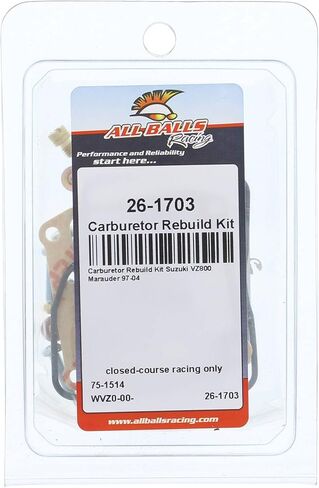 ALL BALLS
Racing
Performance and Reliability
start here...
26-1703
Carburetor Rebuild Kit
Carburetor Rebuild Kit Suzuki VZ800
Marauder 97-04
closed-course racing only
75-1514
WVZ0-00- 26-1703
www.allballsracing.com